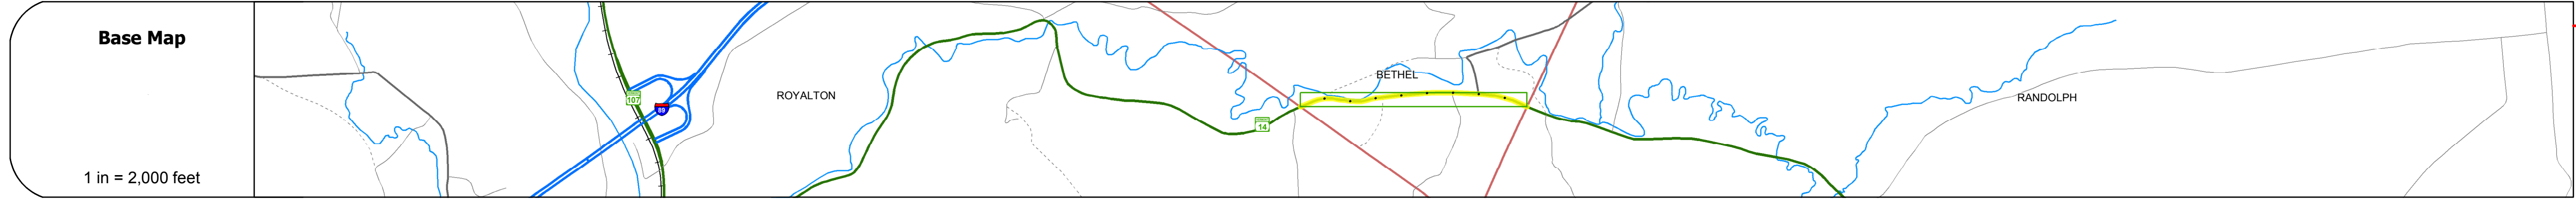 Base Map
1 in = 2,000 feet
107
89
ROYALTON
14
BETHEL
RANDOLPH